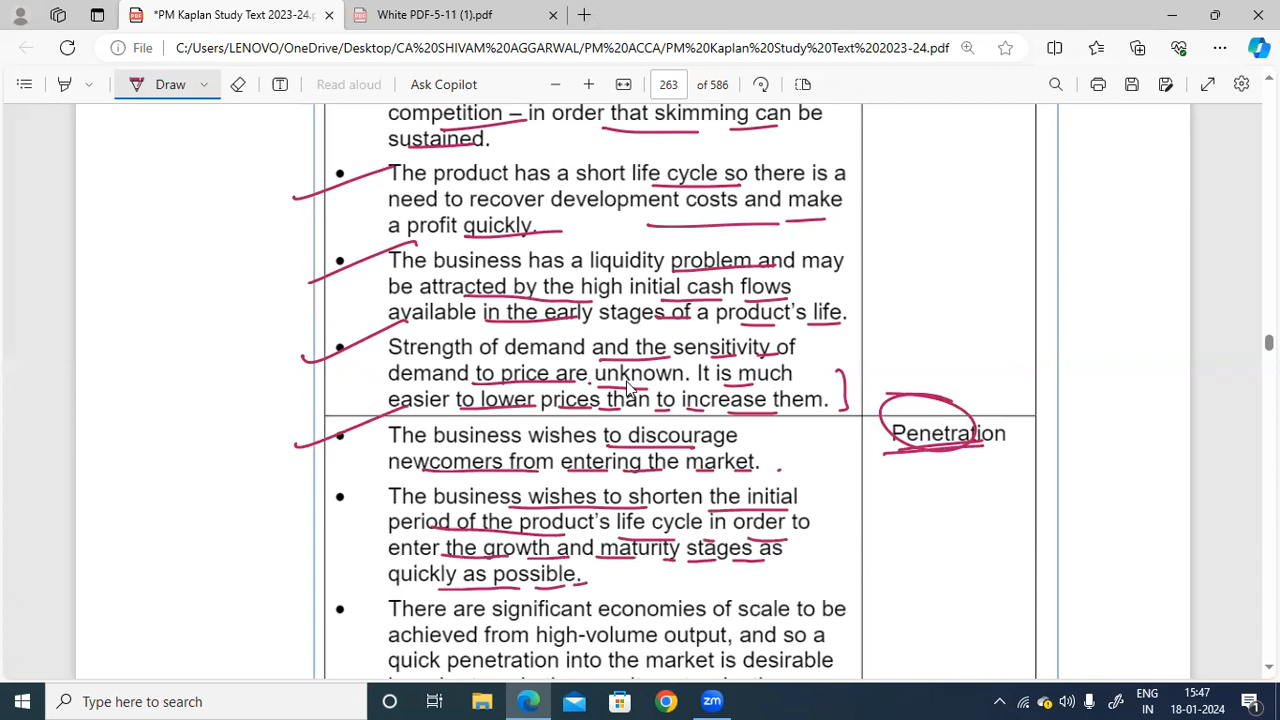 *PM Kaplan Study Text 2023-24.p
White PDF-5-11 (1).pdf
File
C:/Users/LENOVO/OneDrive/Desktop/CA%20SHIVAM%20AGGARWAL/PM%20ACCA/PM%20Kaplan%20Study%20Text%202023-24.pdf
Draw
Read aloud
Ask Copilot
263 of 586
competition – in order that skimming can be
sustained.
• The product has a short life cycle so there is a
need to recover development costs and make
a profit quickly.
• The business has a liquidity problem and may
be attracted by the high initial cash flows
available in the early stages of a product's life.
• Strength of demand and the sensitivity of
demand to price are unknown. It is much
easier to lower prices than to increase them.
• The business wishes to discourage
newcomers from entering the market.
Penetration
• The business wishes to shorten the initial
period of the product's life cycle in order to
enter the growth and maturity stages as
quickly as possible.
• There are significant economies of scale to be
achieved from high-volume output, and so a
quick penetration into the market is desirable
Type here to search
zm
ENG
IN
15:47
18-01-2024
1